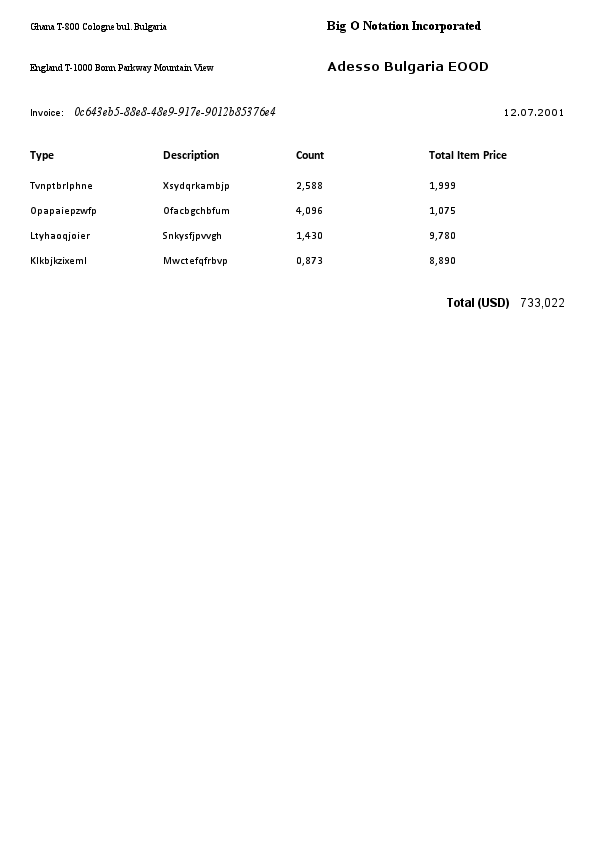 Ghana T-800 Cologne bul. Bulgaria Big O Notation Incorporated
England T-1000 Bonn Parkway Mountain View Adesso Bulgaria EOOD
Invoice: 0c643eb5-88e8-48e9-917e-9012b85376e4 12.07.2001
Type Description Count Total Item Price
Tvnptbrlphne Xsydqrkambjp 2,588 1,999
Opapaiepzwfp Ofacbgchbfum 4,096 1,075
Ltyhaoqjoier Snkysfjpvvgh 1,430 9,780
Klkbjkzixeml Mwctefqfrbvp 0,873 8,890
Total (USD) 733,022